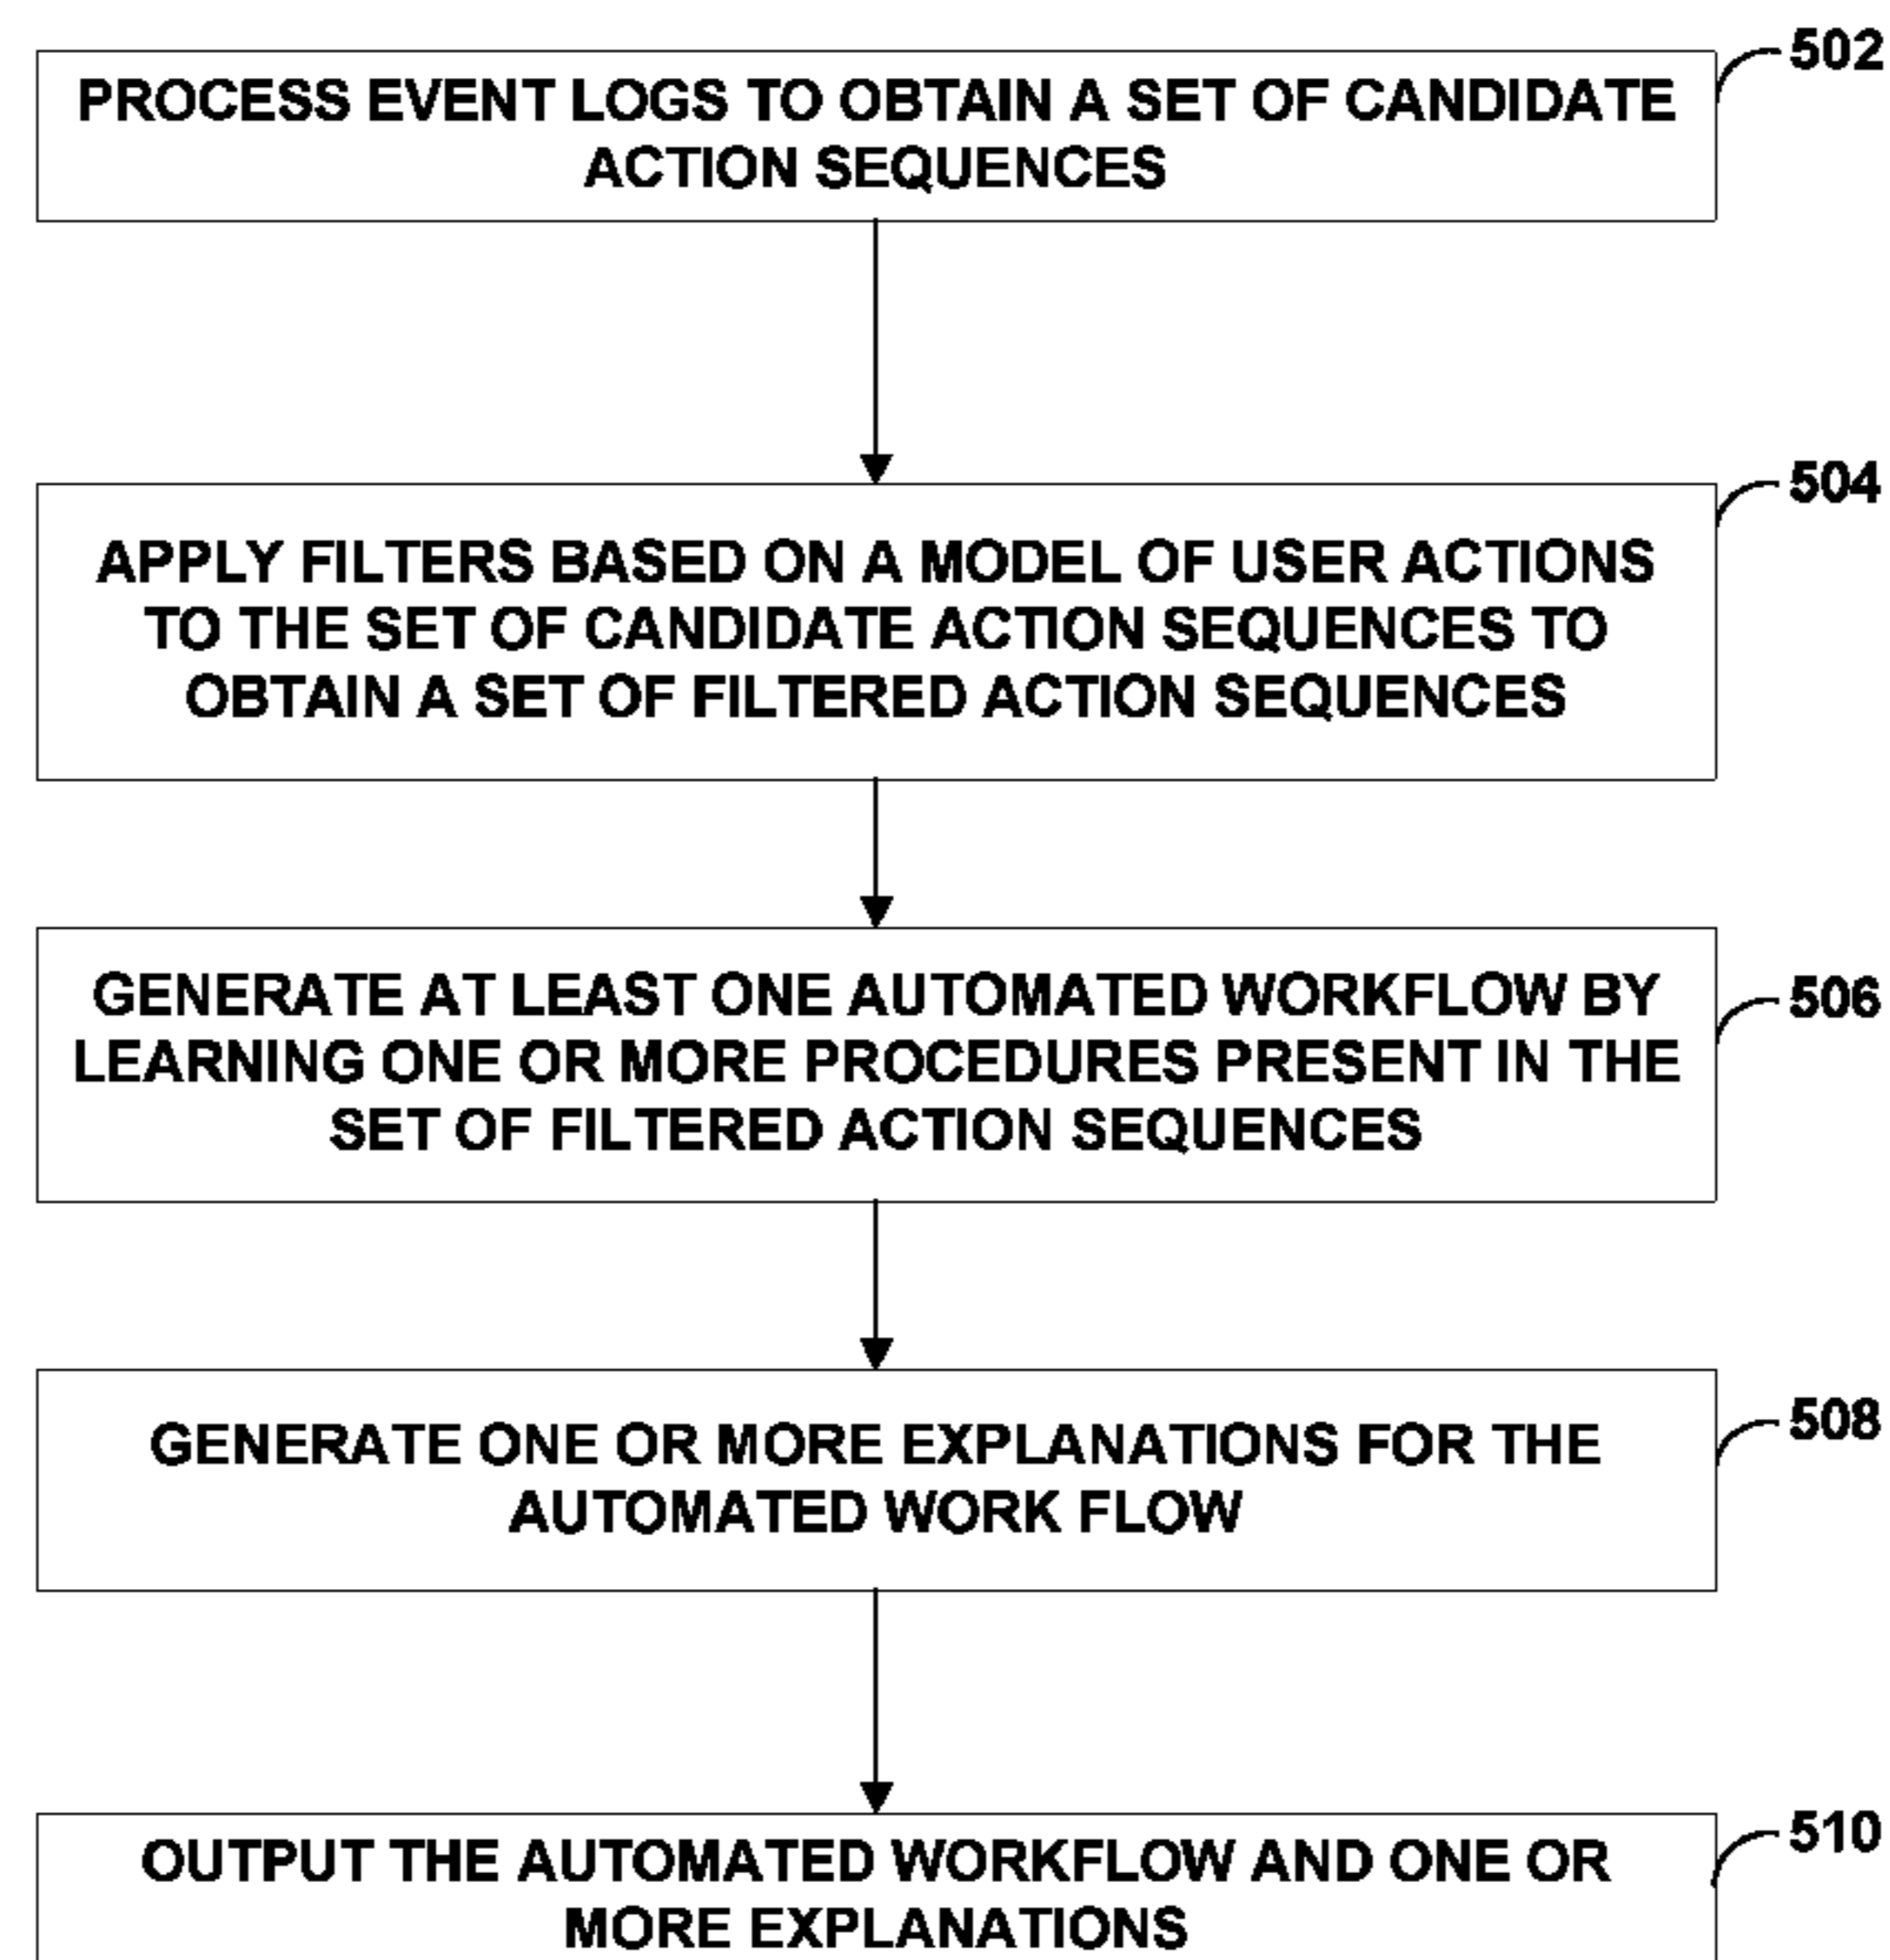 502
PROCESS EVENT LOGS TO OBTAIN A SET OF CANDIDATE
ACTION SEQUENCES
504
APPLY FILTERS BASED ON A MODEL OF USER ACTIONS
TO THE SET OF CANDIDATE ACTION SEQUENCES TO
OBTAIN A SET OF FILTERED ACTION SEQUENCES
506
GENERATE AT LEAST ONE AUTOMATED WORKFLOW BY
LEARNING ONE OR MORE PROCEDURES PRESENT IN THE
SET OF FILTERED ACTION SEQUENCES
508
GENERATE ONE OR MORE EXPLANATIONS FOR THE
AUTOMATED WORK FLOW
510
OUTPUT THE AUTOMATED WORKFLOW AND ONE OR
MORE EXPLANATIONS